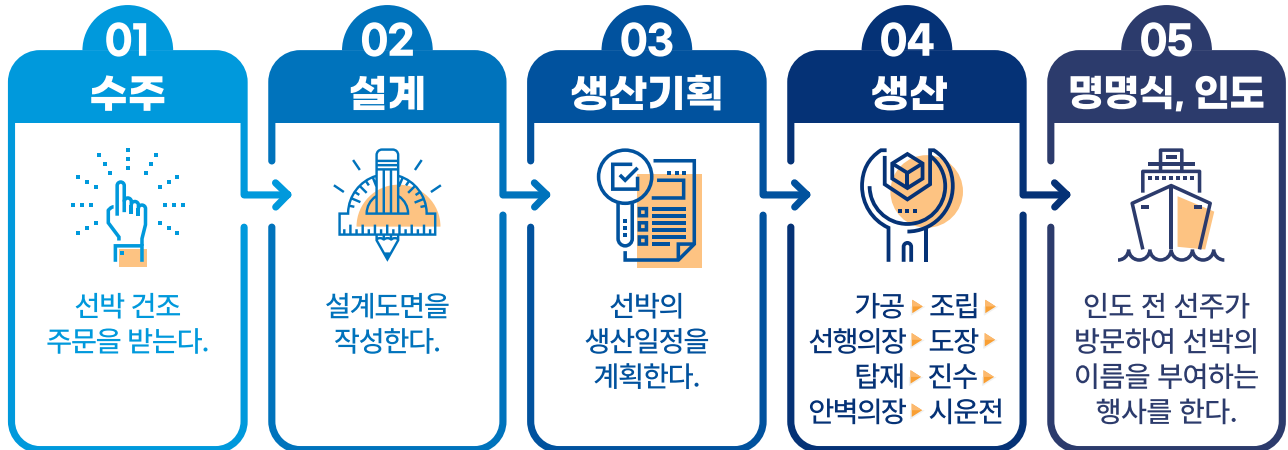 01
수주
선박 건조
주문을 받는다.
02
설계
설계도면을
작성한다.
03
생산기획
선박의
생산일정을
계획한다.
04
생산
가공 ▶ 조립 ▶
선행의장 ▶ 도장 ▶
탑재 ▶ 진수 ▶
안벽의장 ▶ 시운전
05
명명식, 인도
인도 전 선주가
방문하여 선박의
이름을 부여하는
행사를 한다.